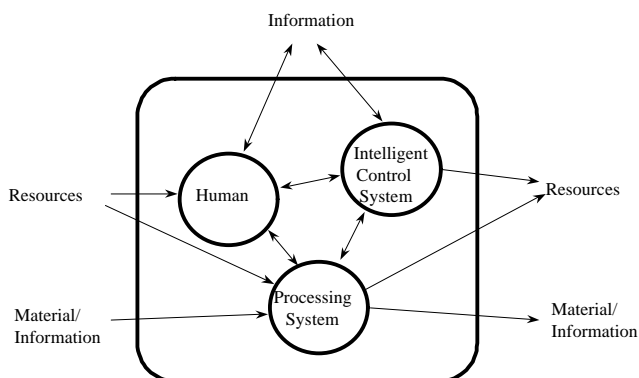 Information
Intelligent
Control
System
Resources
Human
Resources
Processing
System
Material/
Information
Material/
Information